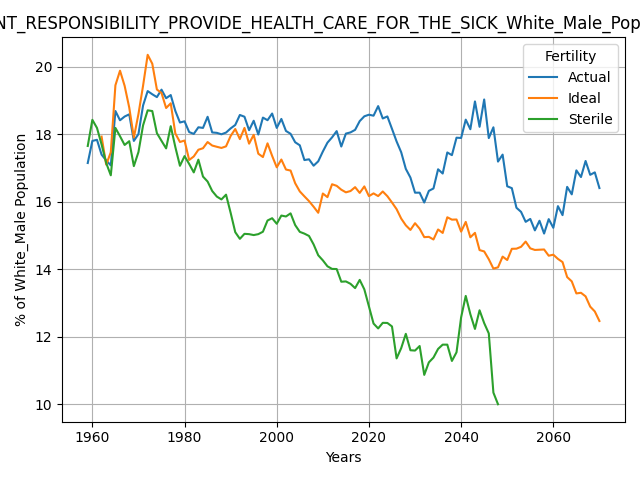 NT_RESPONSIBILITY_PROVIDE_HEALTH_CARE_FOR_THE_SICK_White_Male_Pop
Fertility
Actual
Ideal
Sterile
% of White_Male Population
20
18
16
14
12
10
1960 1980 2000 2020 2040 2060
Years